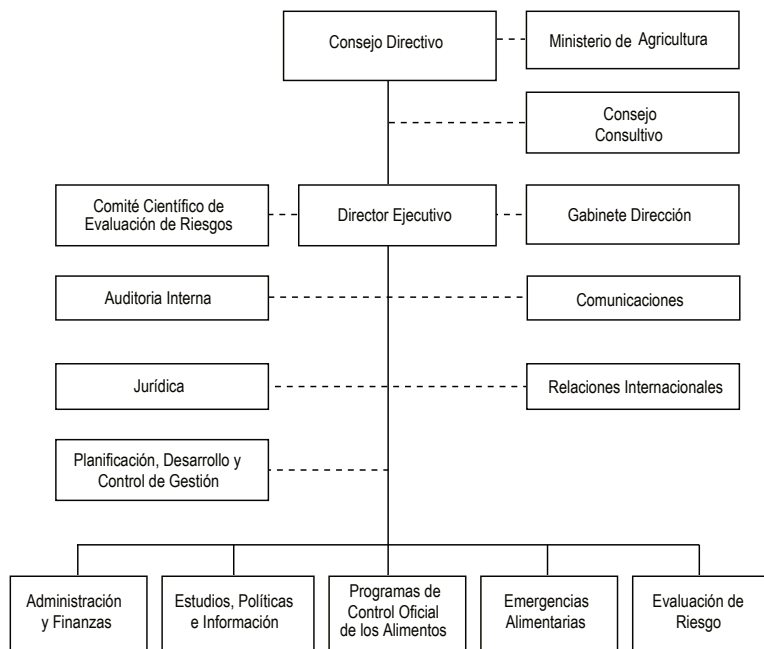 Consejo Directivo
Ministerio de Agricultura
Consejo
Consultivo
Comité Científico de
Evaluación de Riesgos
Director Ejecutivo
Gabinete Dirección
Auditoria Interna
Comunicaciones
Jurídica
Relaciones Internacionales
Planificación, Desarrollo y
Control de Gestión
Administración
y Finanzas
Estudios, Políticas
e Información
Programas de
Control Oficial
de los Alimentos
Emergencias
Alimentarias
Evaluación de
Riesgo